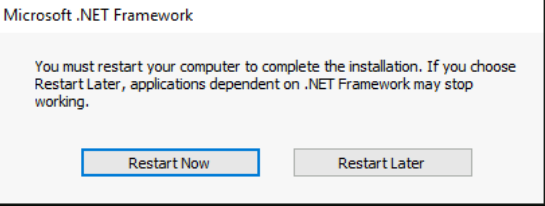 Microsoft .NET Framework
You must restart your computer to complete the installation. If you choose
Restart Later, applications dependent on .NET Framework may stop
working.
Restart Now
Restart Later